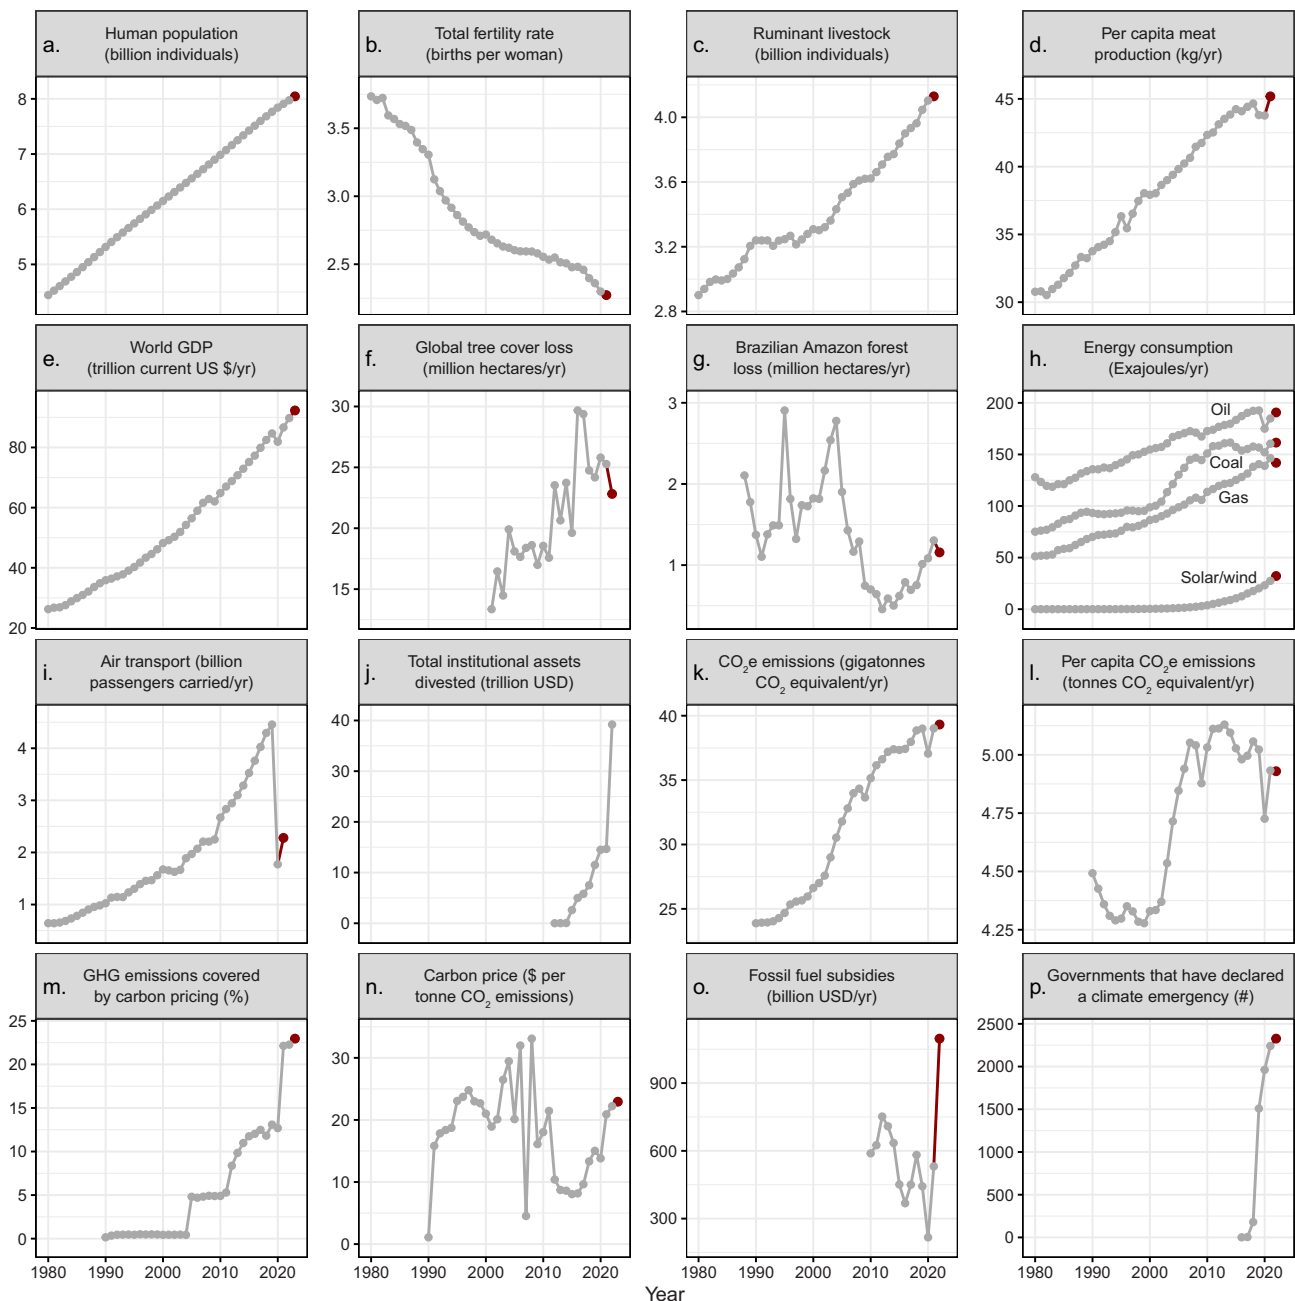 a. Human population
(billion individuals)
8
7
6
5
b. Total fertility rate
(births per woman)
3.5
3.0
2.5
c. Ruminant livestock
(billion individuals)
4.0
3.6
3.2
2.8
d. Per capita meat
production (kg/yr)
45
40
35
30
e. World GDP
(trillion current US $/yr)
80
60
40
20
f. Global tree cover loss
(million hectares/yr)
30
25
20
15
g. Brazilian Amazon forest
loss (million hectares/yr)
3
2
1
h. Energy consumption
(Exajoules/yr)
200
150
100
50
0
Oil
Coal
Gas
Solar/wind
i. Air transport (billion
passengers carried/yr)
4
3
2
1
j. Total institutional assets
divested (trillion USD)
40
30
20
10
0
k. CO2e emissions (gigatonnes
CO2 equivalent/yr)
40
35
30
25
l. Per capita CO2e emissions
(tonnes CO2 equivalent/yr)
5.00
4.75
4.50
4.25
m. GHG emissions covered
by carbon pricing (%)
25
20
15
10
5
0
1980 1990 2000 2010 2020
n. Carbon price ($ per
tonne CO2 emissions)
30
20
10
0
1980 1990 2000 2010 2020
o. Fossil fuel subsidies
(billion USD/yr)
900
600
300
1980 1990 2000 2010 2020
p. Governments that have declared
a climate emergency (#)
2500
2000
1500
1000
500
0
1980 1990 2000 2010 2020
Year